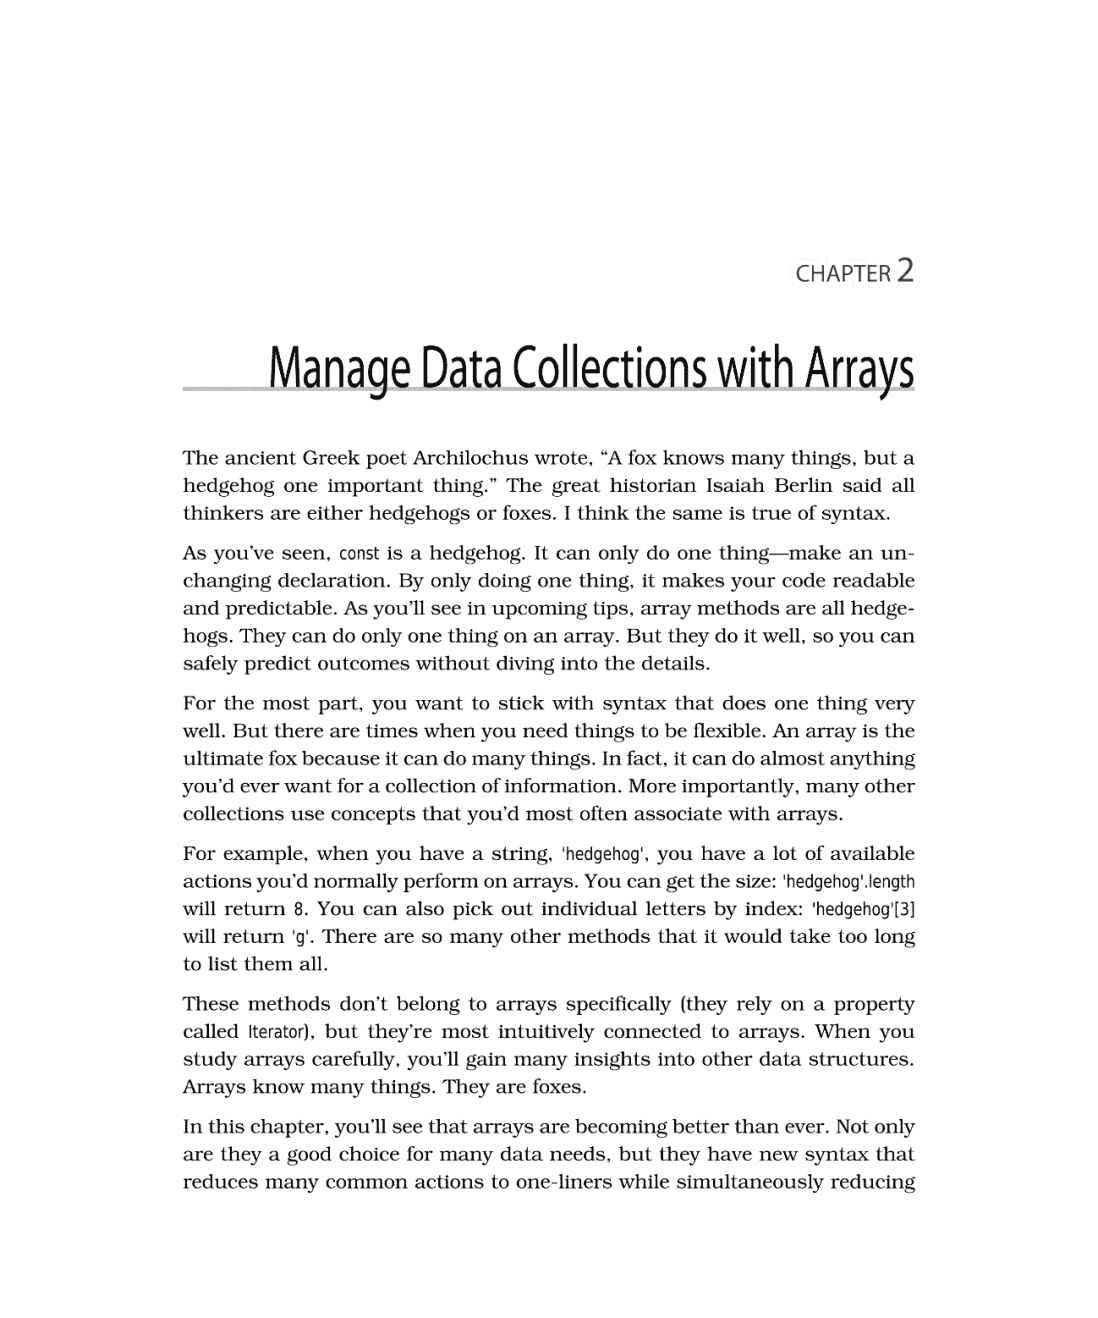 CHAPTER 2
Manage Data Collections with Arrays
The ancient Greek poet Archilochus wrote, “A fox knows many things, but a
hedgehog one important thing.” The great historian Isaiah Berlin said all
thinkers are either hedgehogs or foxes. I think the same is true of syntax.
As you’ve seen, const is a hedgehog. It can only do one thing—make an un-
changing declaration. By only doing one thing, it makes your code readable
and predictable. As you’ll see in upcoming tips, array methods are all hedge-
hogs. They can do only one thing on an array. But they do it well, so you can
safely predict outcomes without diving into the details.
For the most part, you want to stick with syntax that does one thing very
well. But there are times when you need things to be flexible. An array is the
ultimate fox because it can do many things. In fact, it can do almost anything
you’d ever want for a collection of information. More importantly, many other
collections use concepts that you’d most often associate with arrays.
For example, when you have a string, 'hedgehog', you have a lot of available
actions you’d normally perform on arrays. You can get the size: 'hedgehog'.length
will return 8. You can also pick out individual letters by index: 'hedgehog'[3]
will return 'g'. There are so many other methods that it would take too long
to list them all.
These methods don’t belong to arrays specifically (they rely on a property
called Iterator), but they’re most intuitively connected to arrays. When you
study arrays carefully, you’ll gain many insights into other data structures.
Arrays know many things. They are foxes.
In this chapter, you’ll see that arrays are becoming better than ever. Not only
are they a good choice for many data needs, but they have new syntax that
reduces many common actions to one-liners while simultaneously reducing